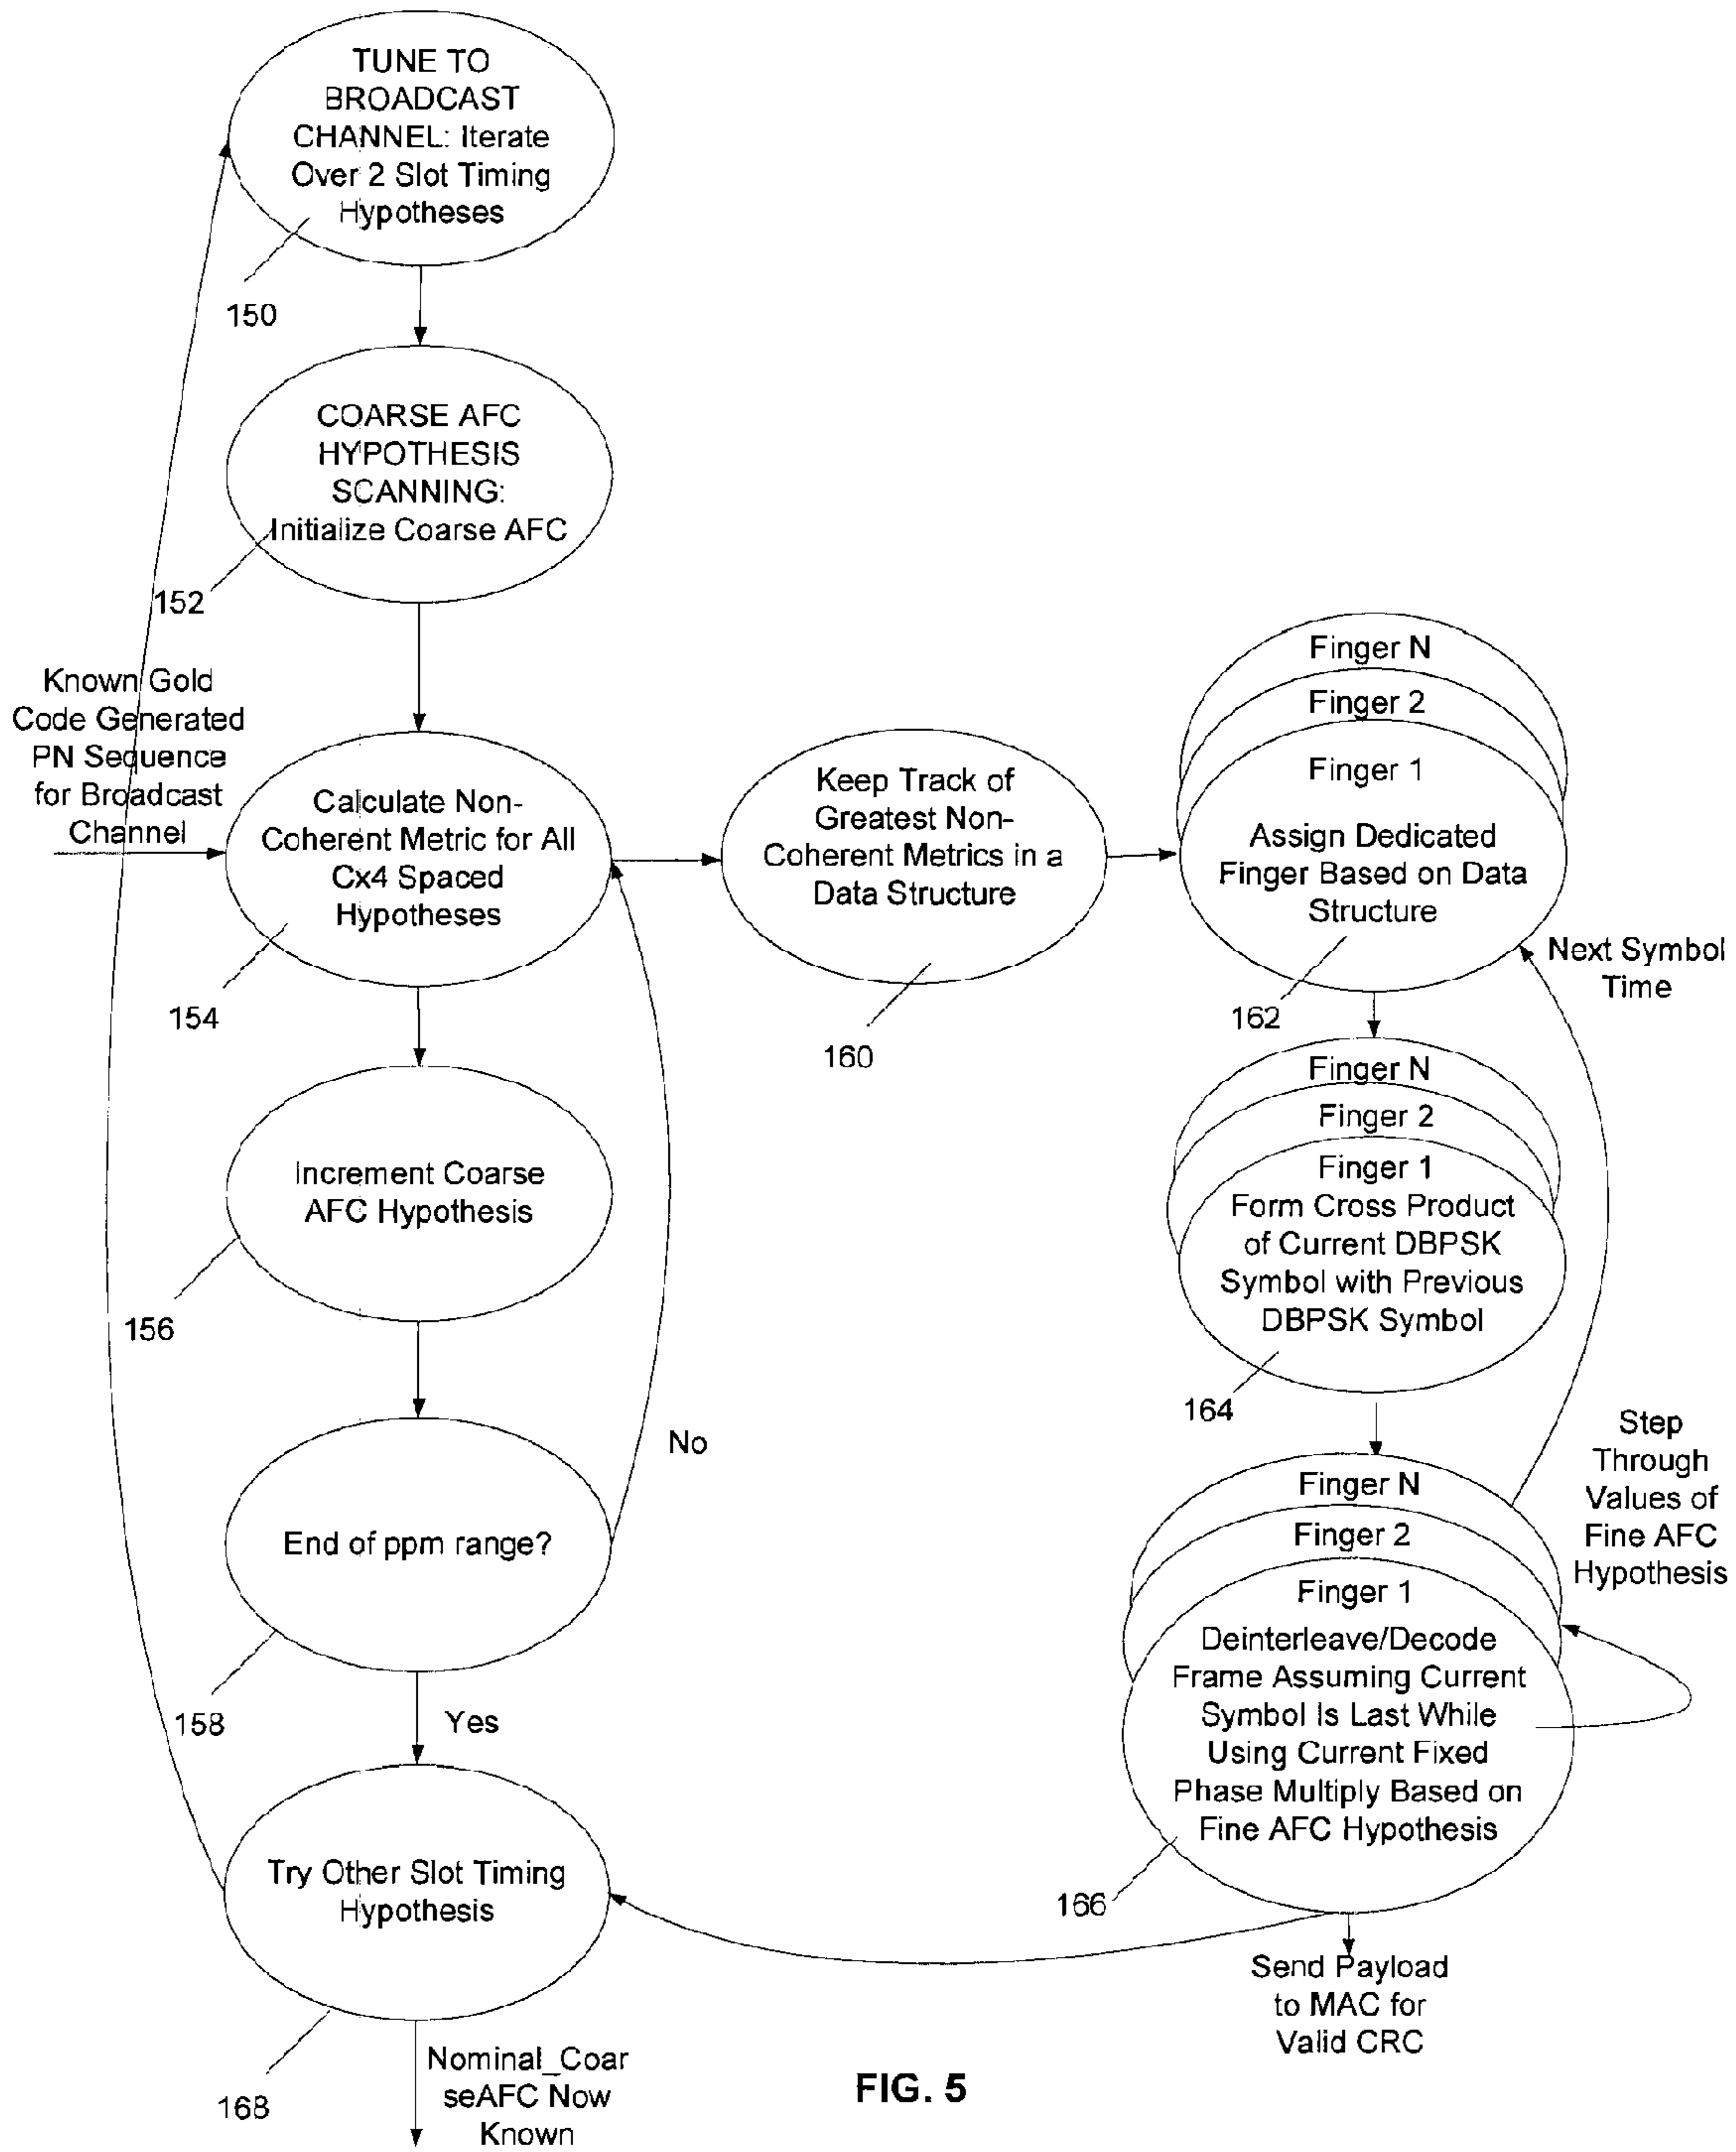 TUNE TO
BROADCAST
CHANNEL: Iterate
Over 2 Slot Timing
Hypotheses
150
COARSE AFC
HYPOTHESIS
SCANNING:
Initialize Coarse AFC
152
Known Gold
Code Generated
PN Sequence
for Broadcast
Channel
Calculate Non-
Coherent Metric for All
Cx4 Spaced
Hypotheses
154
Keep Track of
Greatest Non-
Coherent Metrics in a
Data Structure
160
Finger N
Finger 2
Finger 1
Assign Dedicated
Finger Based on Data
Structure
162
Next Symbol
Time
Increment Coarse
AFC Hypothesis
156
Finger N
Finger 2
Finger 1
Form Cross Product
of Current DBPSK
Symbol with Previous
DBPSK Symbol
164
End of ppm range?
No
158
Yes
Step
Through
Values of
Fine AFC
Hypothesis
Finger N
Finger 2
Finger 1
Deinterleave/Decode
Frame Assuming Current
Symbol Is Last While
Using Current Fixed
Phase Multiply Based on
Fine AFC Hypothesis
166
Try Other Slot Timing
Hypothesis
168
Send Payload
to MAC for
Valid CRC
Nominal_Coar
seAFC Now
Known
FIG. 5